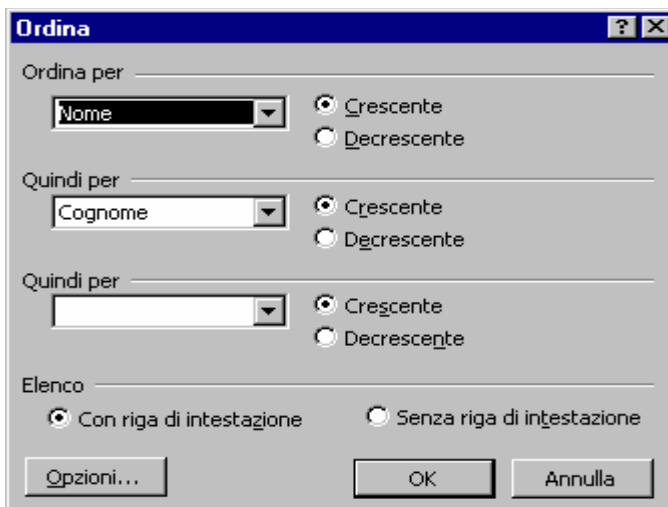 Ordina
Ordina per
Nome
Crescente
Decrescente
Quindi per
Cognome
Crescente
Decrescente
Quindi per
Crescente
Decrescente
Elenco
Con riga di intestazione
Senza riga di intestazione
Opzioni...
OK
Annulla